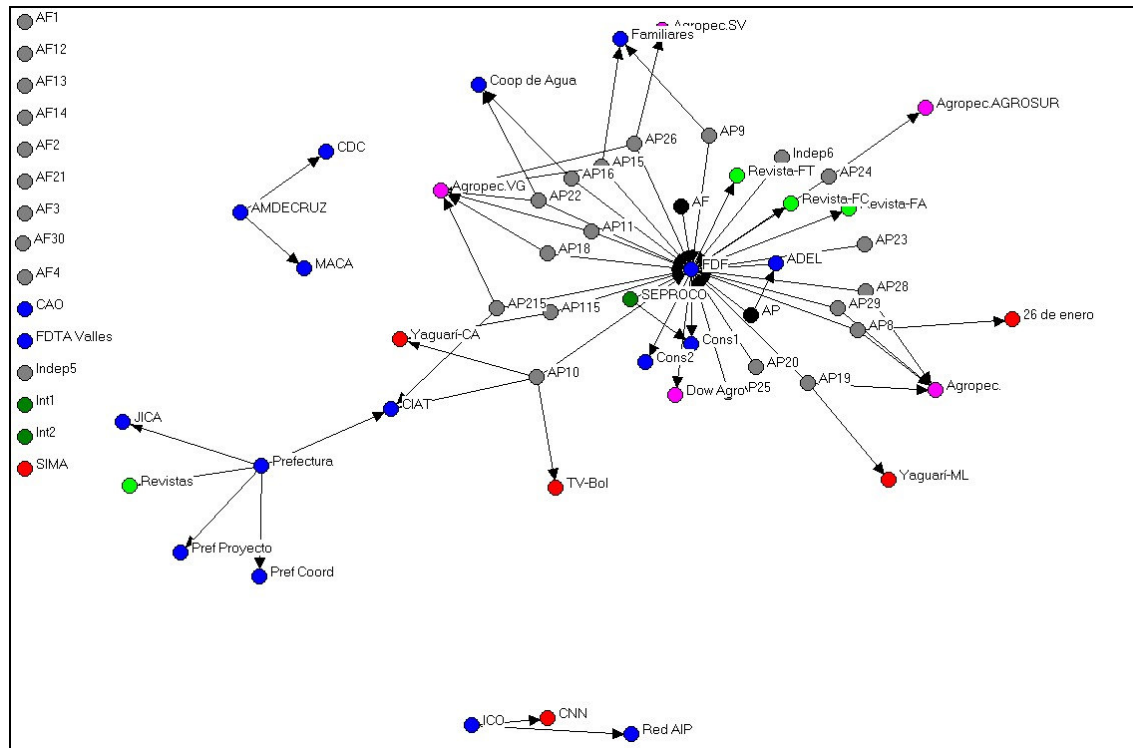 AF1
AF12
AF13
AF14
AF2
AF21
AF3
AF30
AF4
CAO
FDTA Valles
Indep5
Int1
Int2
SIMA
Agropec.SV
Familiares
Coop de Agua
Agropec.AGROSUR
CDC
AP26
AP9
Indep6
AP15
Revista-FT
AP24
AP16
Agropec.VG
AP22
AF
Revista-FC
Revista-FA
AMDECRUZ
AP11
AP23
AP18
MACA
FDF
ADEL
SEPROCO
AP28
AP215
AP115
AP
AP29
26 de enero
AP8
Yaguarí-CA
Cons1
Cons2
AP20
AP10
AP19
Dow Agro
AP25
Agropec.
CIAT
JICA
Prefectura
Revistas
TV-Bol
Yaguarí-ML
Pref Proyecto
Pref Coord
ICO
CNN
Red AIP